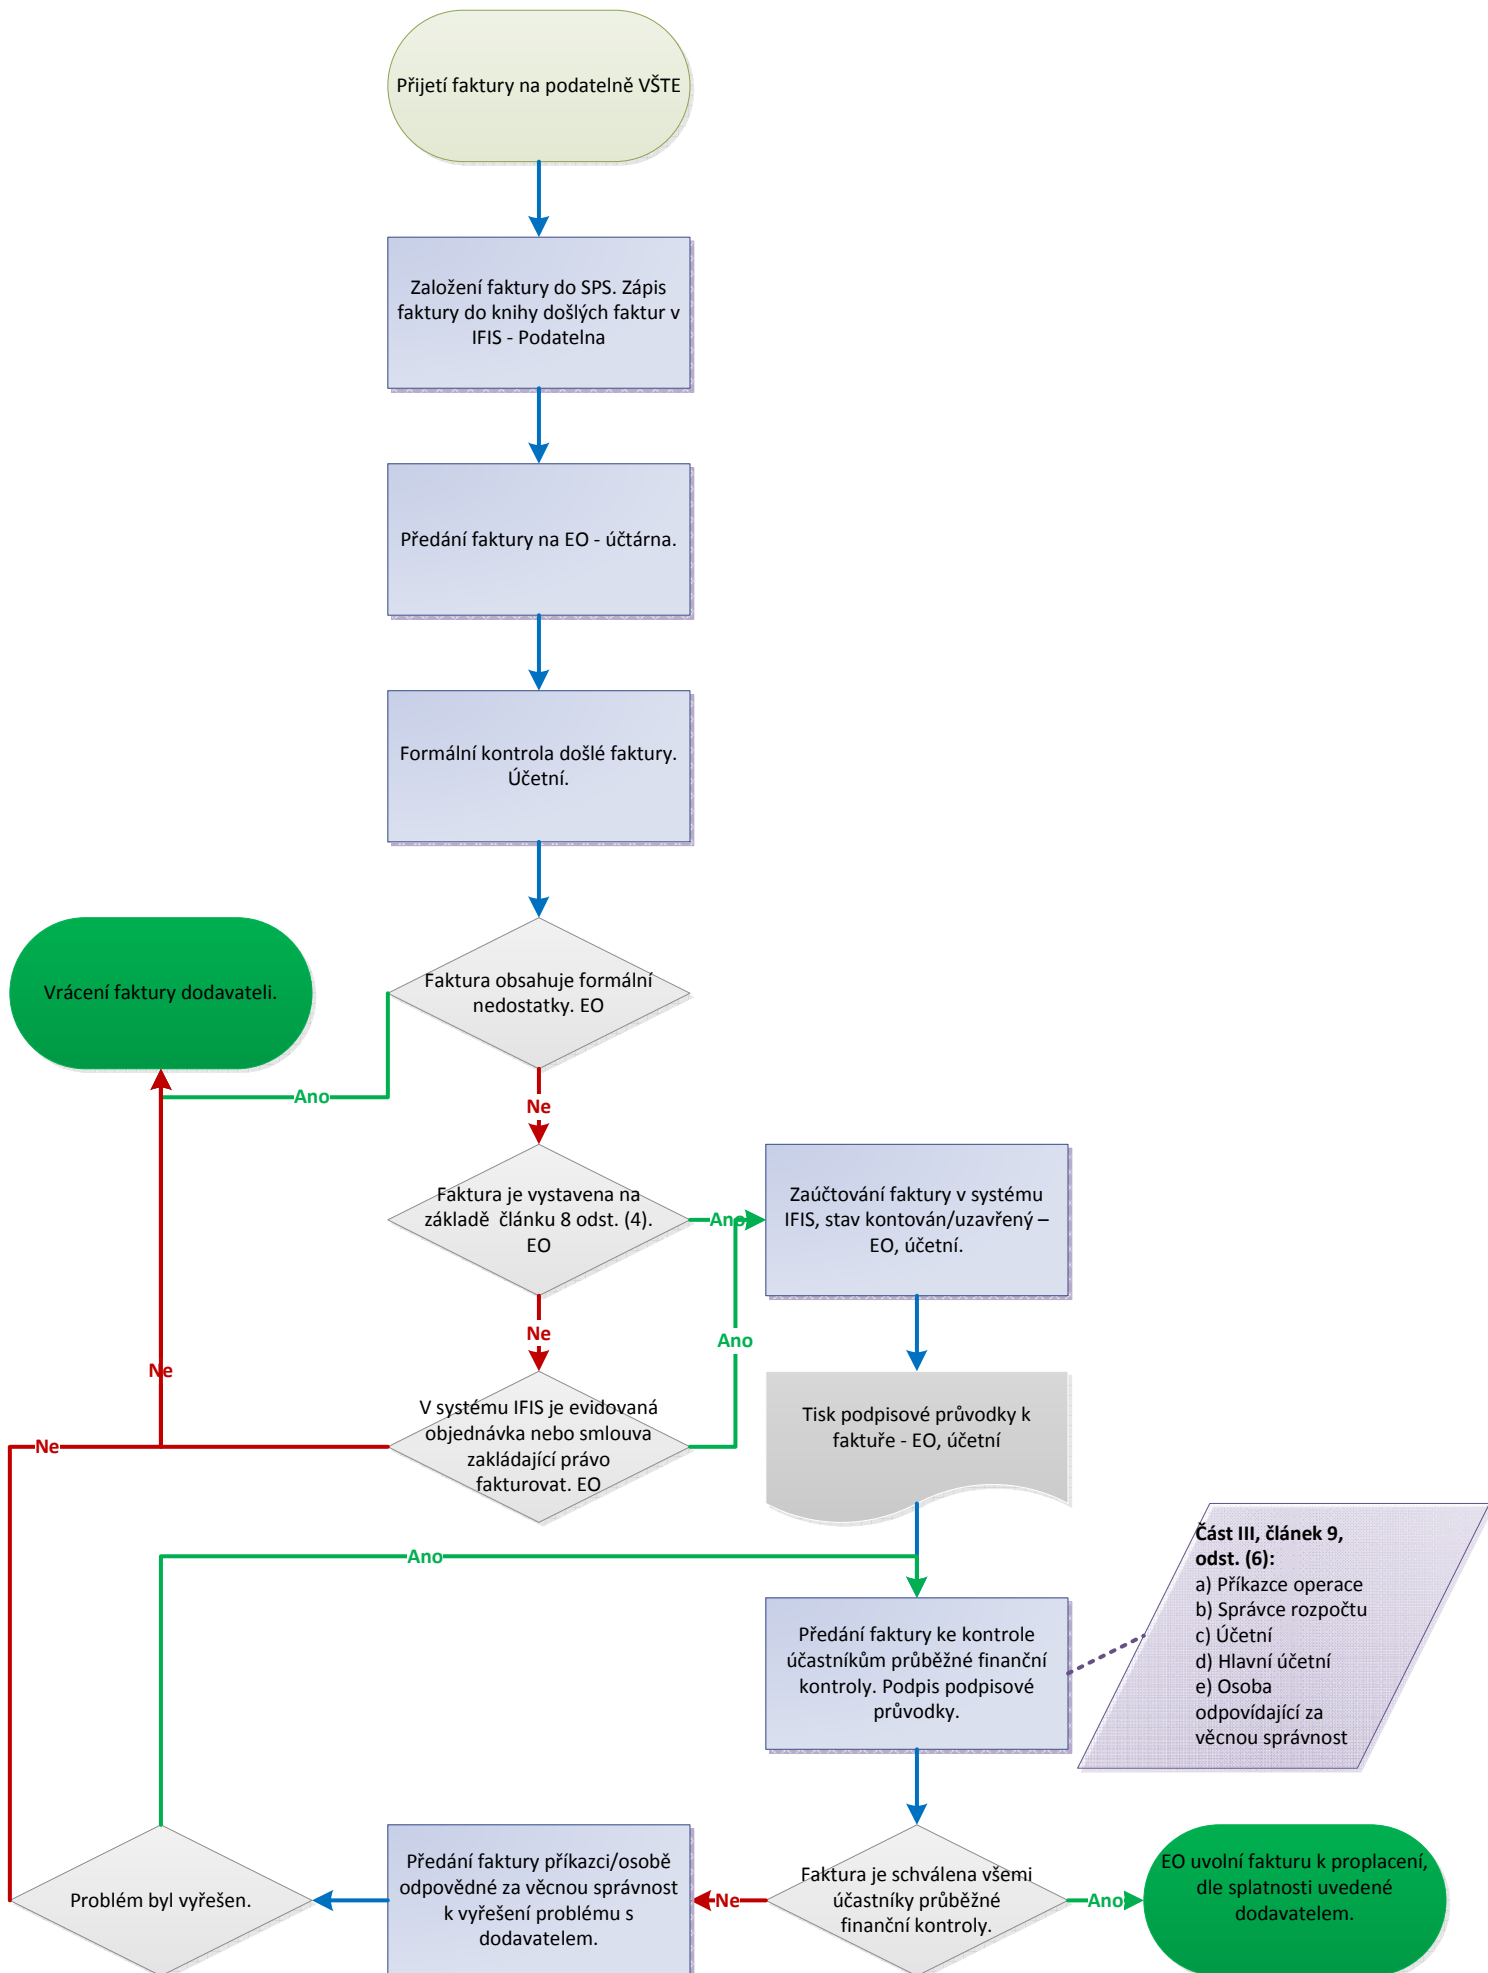 Přijetí faktury na podatelně VŠTE
Založení faktury do SPS. Zápis
faktury do knihy došlých faktur v
IFIS - Podatelna
Předání faktury na EO - účtárna.
Formální kontrola došlé faktury.
Účetní.
Faktura obsahuje formální
nedostatky. EO
Vrácení faktury dodavateli.
Ano
Ne
Faktura je vystavena na
základě článku 8 odst. (4).
EO
Ano
Zaúčtování faktury v systému
IFIS, stav kontován/uzavřený –
EO, účetní.
Ne
Ano
Ne
V systému IFIS je evidovaná
objednávka nebo smlouva
zakládající právo
fakturovat. EO
Ne
Tisk podpisové průvodky k
faktuře - EO, účetní
Ano
Část III, článek 9,
odst. (6):
a) Příkazce operace
b) Správce rozpočtu
c) Účetní
d) Hlavní účetní
e) Osoba
odpovídající za
věcnou správnost
Předání faktury ke kontrole
účastníkům průběžné finanční
kontroly. Podpis podpisové
průvodky.
Problém byl vyřešen.
Předání faktury příkazci/osobě
odpovědné za věcnou správnost
k vyřešení problému s
dodavatelem.
Ne
Faktura je schválena všemi
účastníky průběžné
finanční kontroly.
Ano
EO uvolní fakturu k proplacení,
dle splatnosti uvedené
dodavatelem.